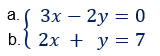 a. 3x − 2y = 0
b. 2x + y = 7